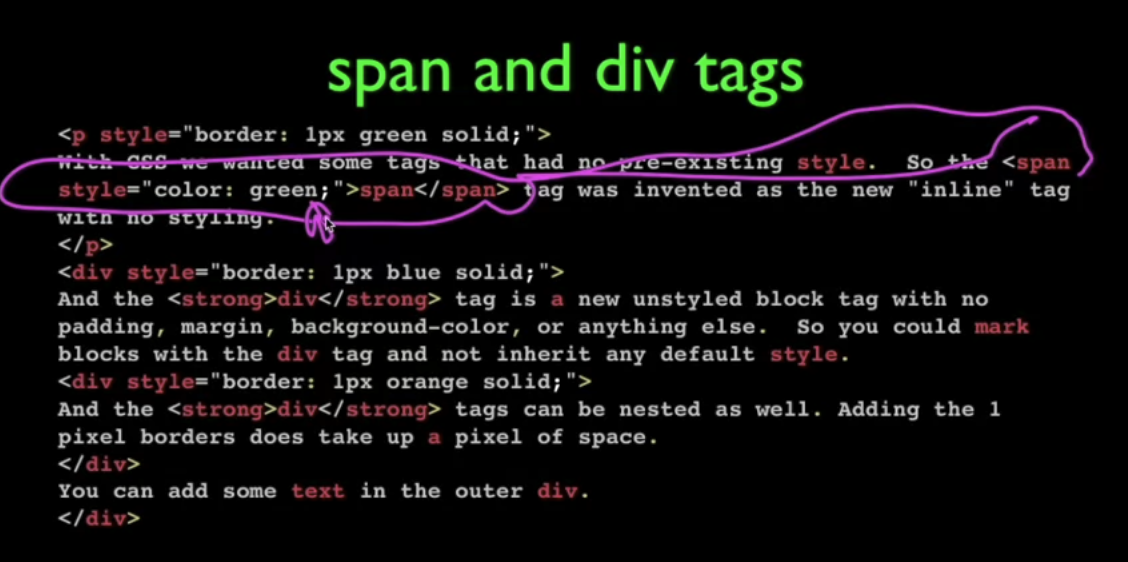 span and div tags
<p style="border: 1px green solid;">
With CSS we wanted some tags that had no pre-existing style.  So the <span
style="color: green;">span</span> tag was invented as the new "inline" tag
with no styling.
</p>
<div style="border: 1px blue solid;">
And the <strong>div</strong> tag is a new unstyled block tag with no
padding, margin, background-color, or anything else.  So you could mark
blocks with the div tag and not inherit any default style.
<div style="border: 1px orange solid;">
And the <strong>div</strong> tags can be nested as well. Adding the 1
pixel borders does take up a pixel of space.
</div>
You can add some text in the outer div.
</div>